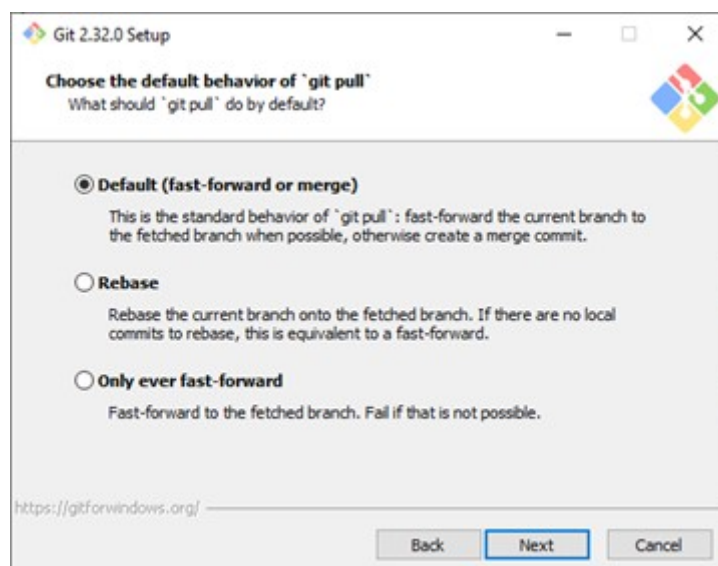 Git 2.32.0 Setup
Choose the default behavior of `git pull`
What should `git pull` do by default?
Default (fast-forward or merge)
This is the standard behavior of `git pull`: fast-forward the current branch to
the fetched branch when possible, otherwise create a merge commit.
Rebase
Rebase the current branch onto the fetched branch. If there are no local
commits to rebase, this is equivalent to a fast-forward.
Only ever fast-forward
Fast-forward to the fetched branch. Fail if that is not possible.
https://gitforwindows.org/
Back Next Cancel